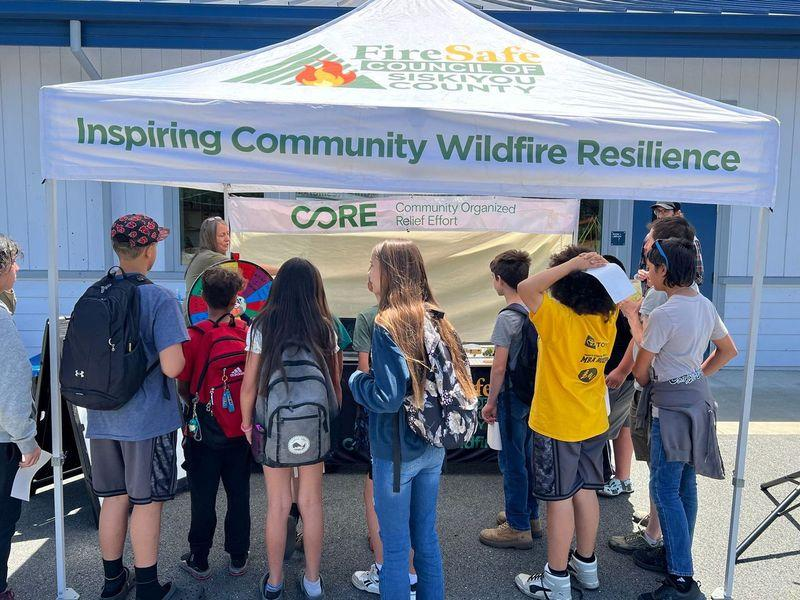 FireSafe
COUNCIL OF
SISKIYOU
COUNTY
Inspiring Community Wildfire Resilience
CORE Community Organized
Relief Effort